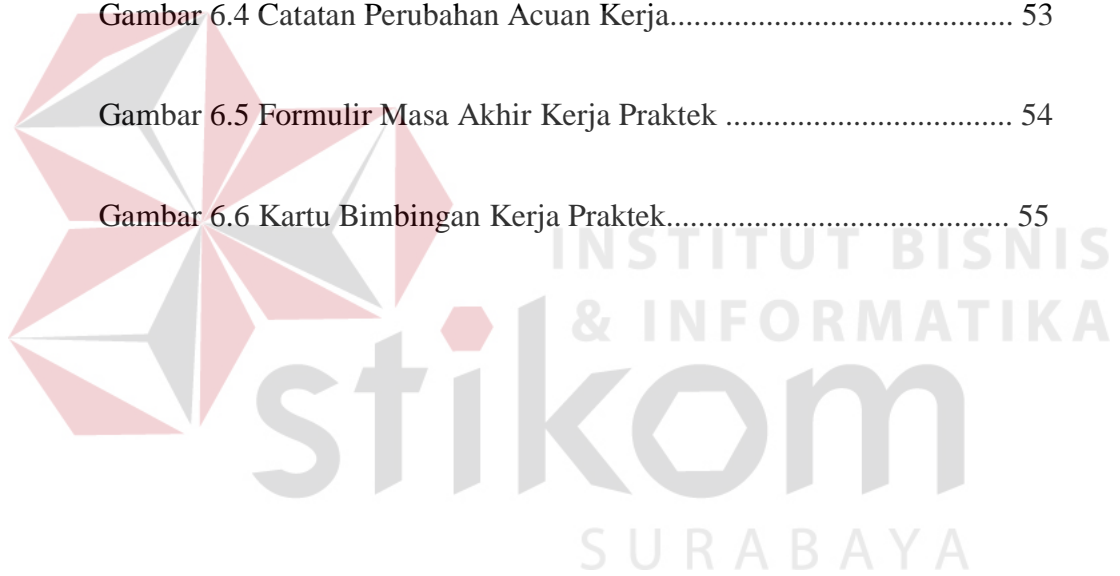 Gambar 6.4 Catatan Perubahan Acuan Kerja.......................................... 53
Gambar 6.5 Formulir Masa Akhir Kerja Praktek ................................... 54
Gambar 6.6 Kartu Bimbingan Kerja Praktek.......................................... 55
INSTITUT BISNIS
& INFORMATIKA
stikom
SURABAYA